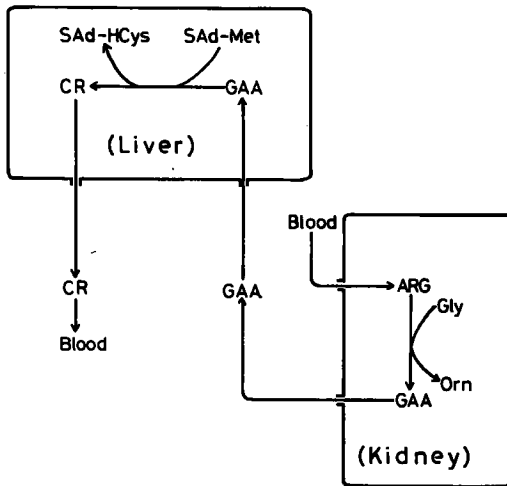 SAd-HCys SAd-Met
CR GAA
(Liver)
Blood
CR GAA ARG
Gly
Blood
Orn
GAA
(Kidney)